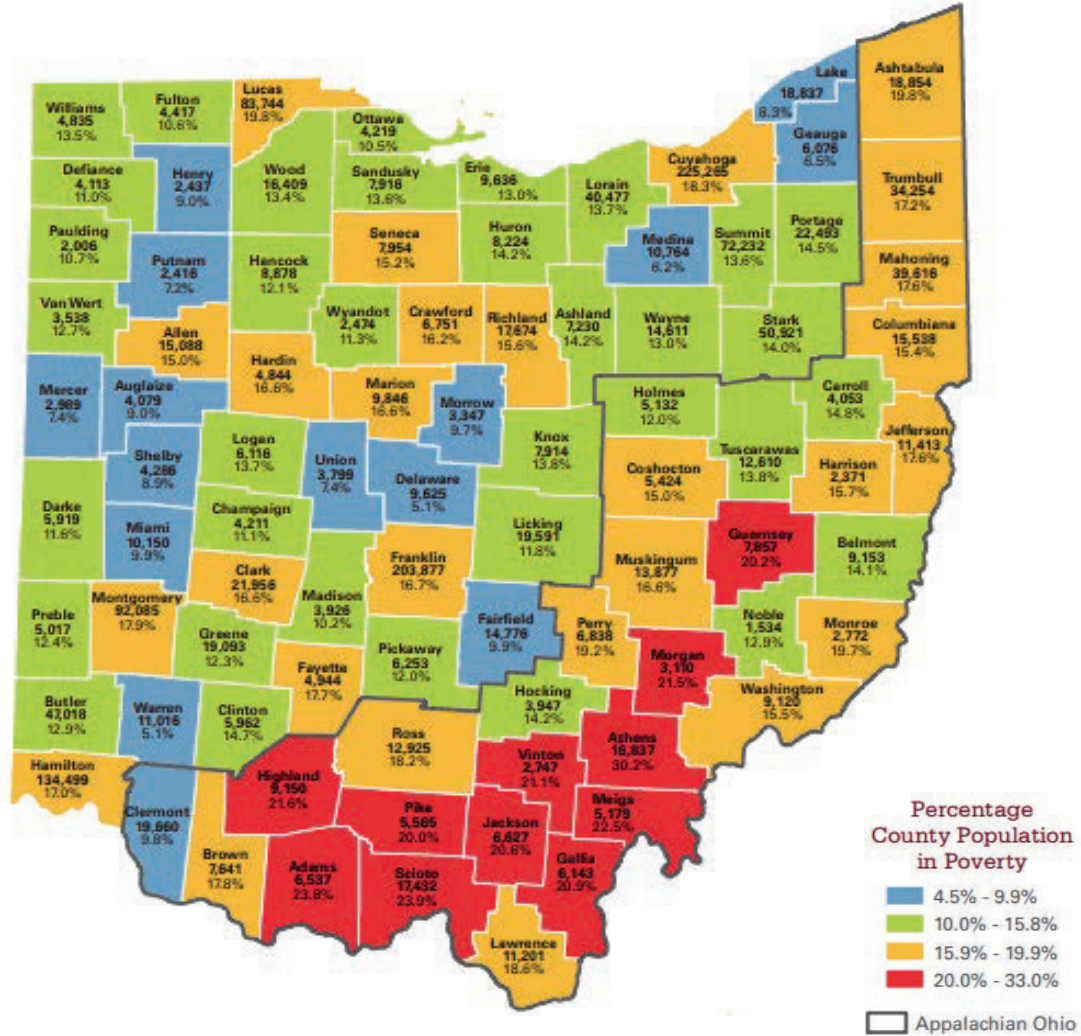 Williams
4,835
13.5%
Fulton
4,417
10.6%
Lucas
83,744
19.8%
Ottawa
4,219
10.5%
Lake
18,837
8.3%
Ashtabula
18,854
19.8%
Geauga
6,076
6.5%
Defiance
4,113
11.0%
Henry
2,437
9.0%
Wood
16,409
13.4%
Sandusky
7,916
13.6%
Erie
9,636
13.0%
Lorain
40,477
13.7%
Cuyahoga
225,265
18.3%
Trumbull
34,254
17.2%
Paulding
2,006
10.7%
Putnam
2,416
7.2%
Hancock
8,878
12.1%
Seneca
7,954
15.2%
Huron
8,224
14.2%
Medina
10,764
6.2%
Summit
72,232
13.6%
Portage
22,493
14.5%
Mahoning
39,616
17.6%
Van Wert
3,538
12.7%
Allen
15,088
15.0%
Wyandot
2,474
11.3%
Crawford
6,751
16.2%
Richland
17,674
15.6%
Ashland
7,230
14.2%
Wayne
14,611
13.0%
Stark
50,921
14.0%
Columbiana
15,538
15.4%
Mercer
2,989
7.4%
Auglaize
4,079
9.0%
Hardin
4,844
16.6%
Marion
9,846
16.6%
Morrow
3,347
9.7%
Holmes
5,132
12.0%
Carroll
4,053
14.8%
Jefferson
11,413
17.6%
Shelby
4,286
8.9%
Logan
6,116
13.7%
Union
3,799
7.4%
Delaware
9,625
5.1%
Knox
7,914
13.8%
Coshocton
5,424
15.0%
Tuscarawas
12,610
13.8%
Harrison
2,371
15.7%
Darke
5,919
11.6%
Miami
10,150
9.9%
Champaign
4,211
11.1%
Licking
19,591
11.8%
Guernsey
7,857
20.2%
Belmont
9,153
14.1%
Clark
21,956
16.6%
Franklin
203,877
16.7%
Muskingum
13,877
16.6%
Preble
5,017
12.4%
Montgomery
92,085
17.9%
Madison
3,926
10.2%
Fairfield
14,776
9.9%
Perry
6,838
19.2%
Noble
1,534
12.9%
Monroe
2,772
19.7%
Greene
19,093
12.3%
Pickaway
6,253
12.0%
Morgan
3,110
21.5%
Fayette
4,944
17.7%
Butler
47,018
12.9%
Warren
11,016
5.1%
Clinton
5,962
14.7%
Hocking
3,947
14.2%
Washington
9,120
15.5%
Ross
12,925
18.2%
Athens
16,837
30.2%
Hamilton
134,499
17.0%
Vinton
2,747
21.1%
Highland
9,150
21.6%
Clermont
19,660
9.8%
Pike
5,565
20.0%
Jackson
6,627
20.6%
Meigs
5,179
22.5%
Brown
7,641
17.8%
Adams
6,537
23.8%
Scioto
17,432
23.9%
Gallia
6,143
20.9%
Lawrence
11,201
18.6%
Percentage
County Population
in Poverty
4.5% - 9.9%
10.0% - 15.8%
15.9% - 19.9%
20.0% - 33.0%
Appalachian Ohio